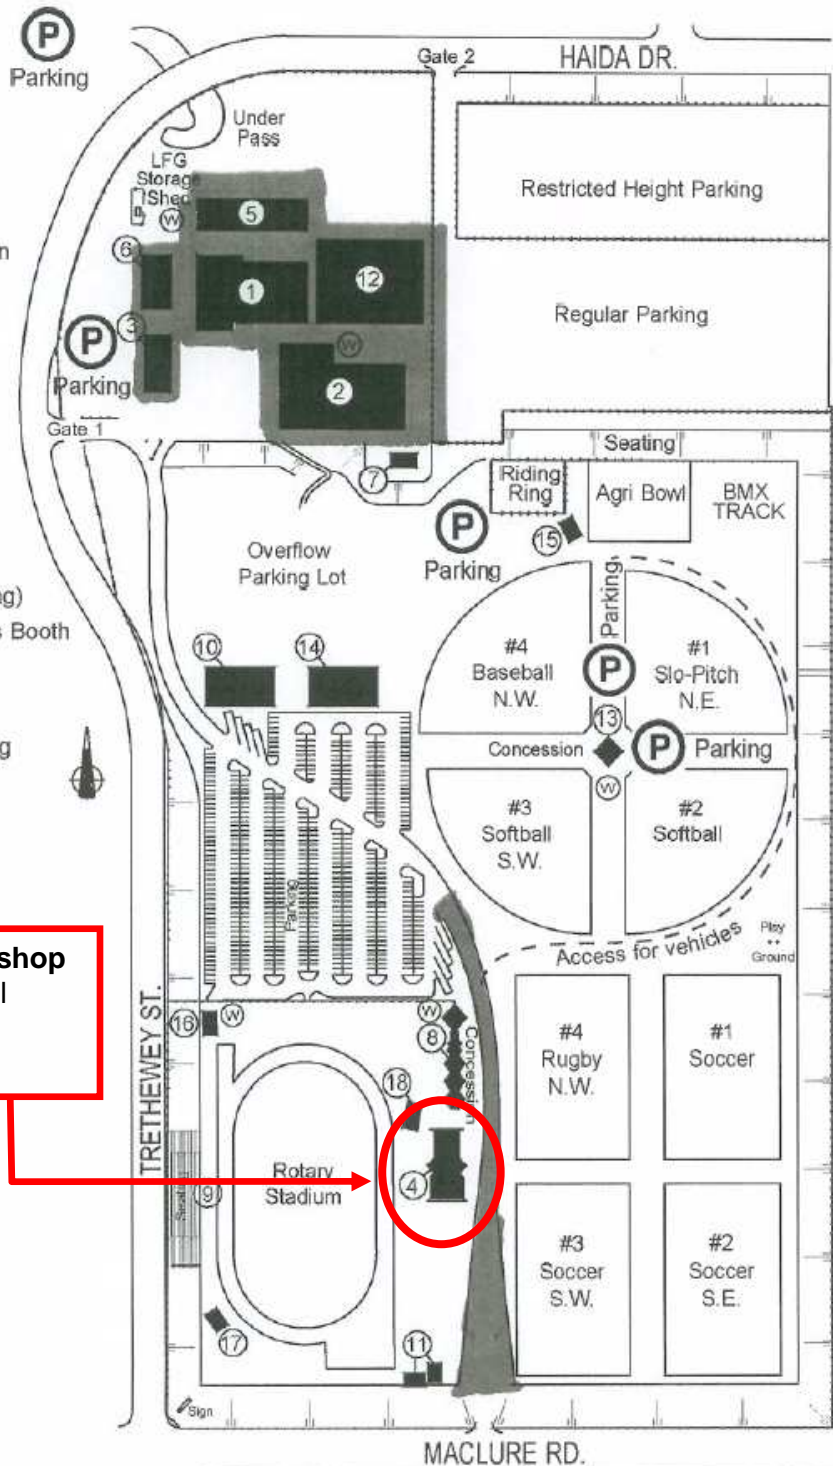 P
Parking
Gate 2
HAIDA DR.
Under
Pass
LFG
Storage
Shed
W
5
Restricted Height Parking
n
6
1
12
Regular Parking
3
P
Parking
W
2
Gate 1
Seating
7
Riding
Ring
Agri Bowl
BMX
TRACK
P
Parking
15
Overflow
Parking Lot
g)
s Booth
Parking
10
14
#4
Baseball
N.W.
P
#1
Slo-Pitch
N.E.
13
g
Concession
P
Parking
W
#3
Softball
S.W.
#2
Softball
Parking
Access for vehicles
Play
Ground
shop
l
TRETHEWEY ST.
16
W
W
8
Concession
#4
Rugby
N.W.
#1
Soccer
18
Seating
9
Rotary
Stadium
4
#3
Soccer
S.W.
#2
Soccer
S.E.
17
11
Sign
MACLURE RD.